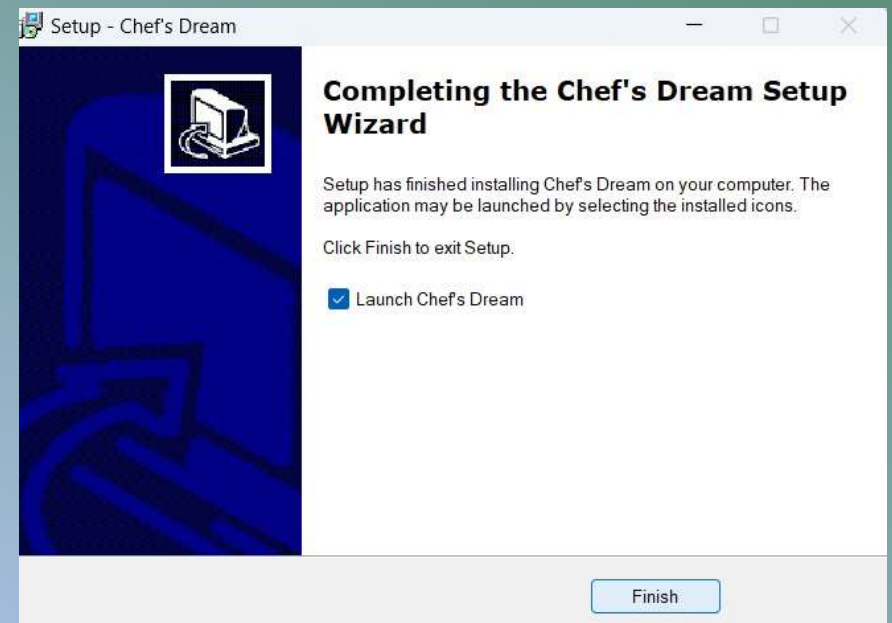 Setup - Chef's Dream
Completing the Chef's Dream Setup
Wizard
Setup has finished installing Chef's Dream on your computer. The
application may be launched by selecting the installed icons.
Click Finish to exit Setup.
Launch Chef's Dream
Finish